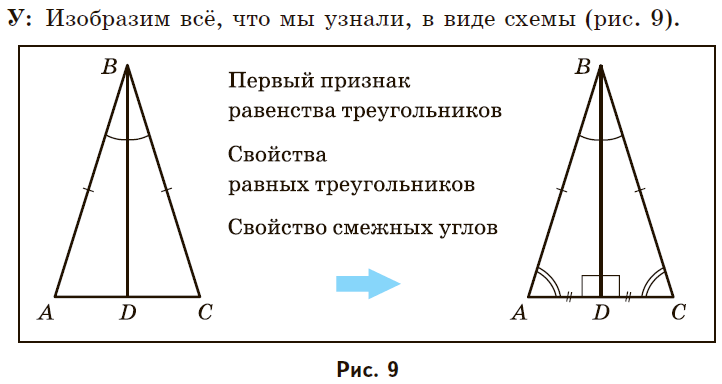 У: Изобразим всё, что мы узнали, в виде схемы (рис. 9).
B
A D C
Первый признак
равенства треугольников
Свойства
равных треугольников
Свойство смежных углов
B
A D C
Рис. 9